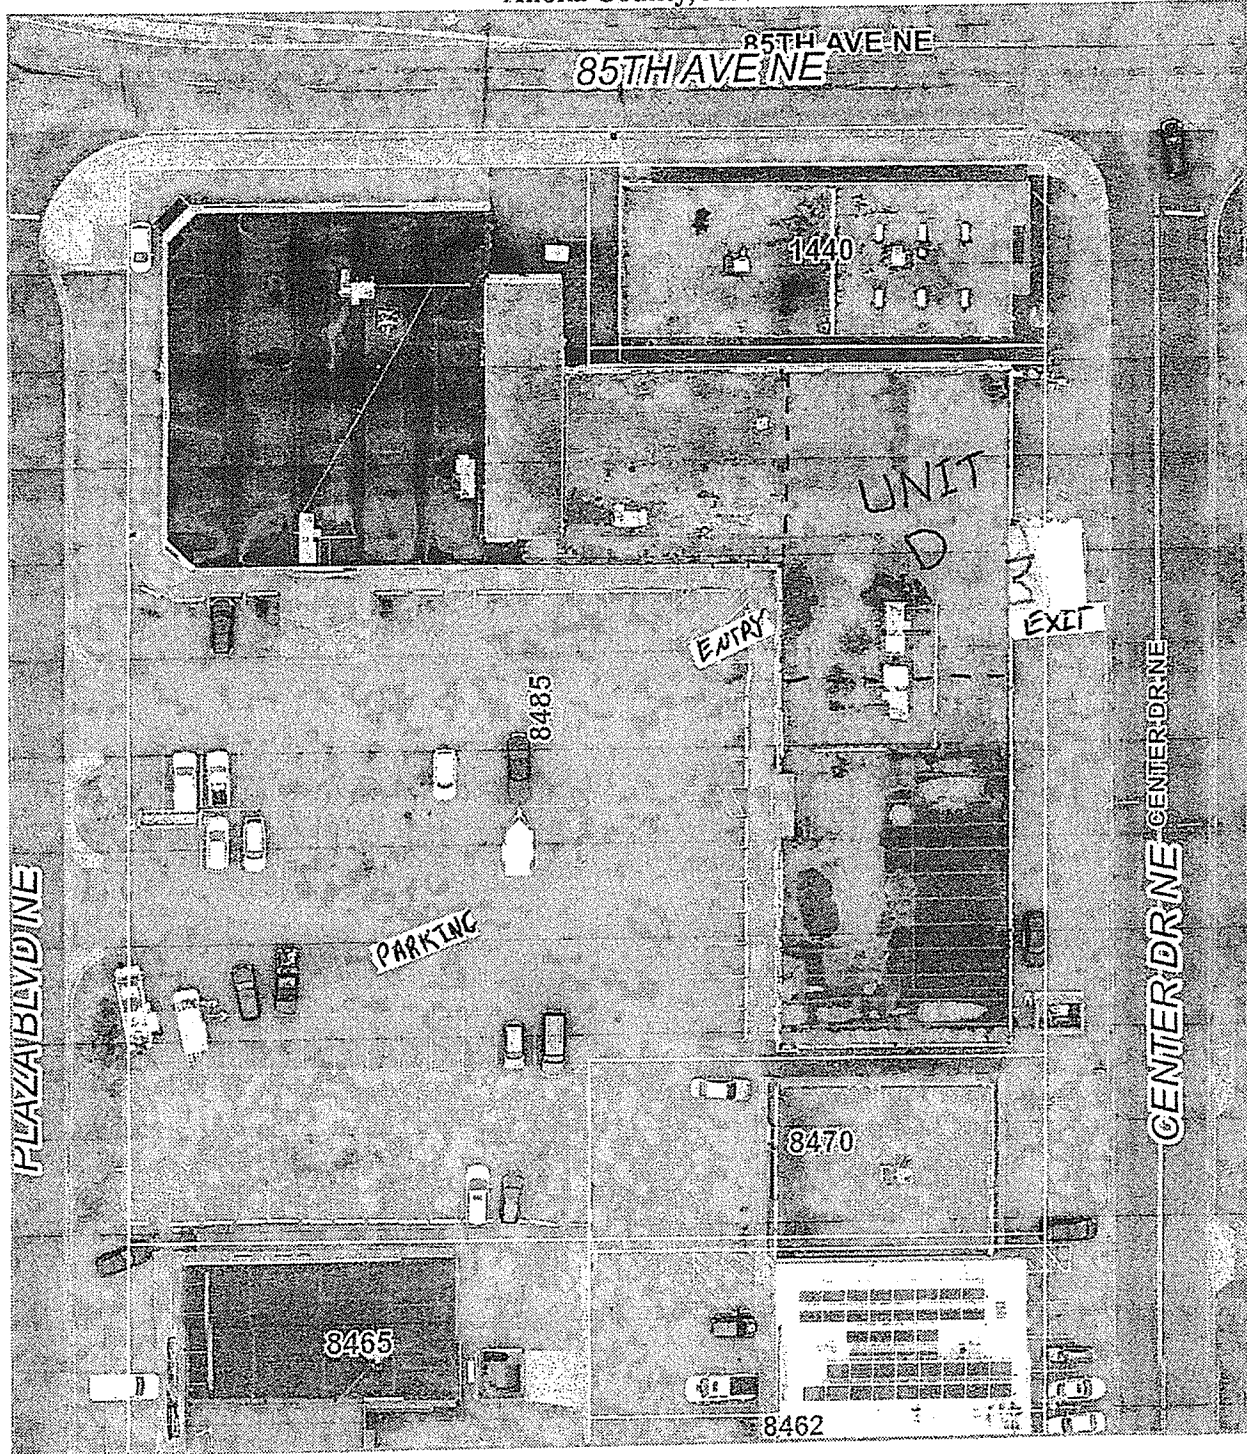 85TH AVE NE
85TH AVE NE
1440
UNIT
D
ENTRY
EXIT
8485
CENTER DR NE
PARKING
PLAZA BLVD NE
CENTER DR NE
8470
8465
8462